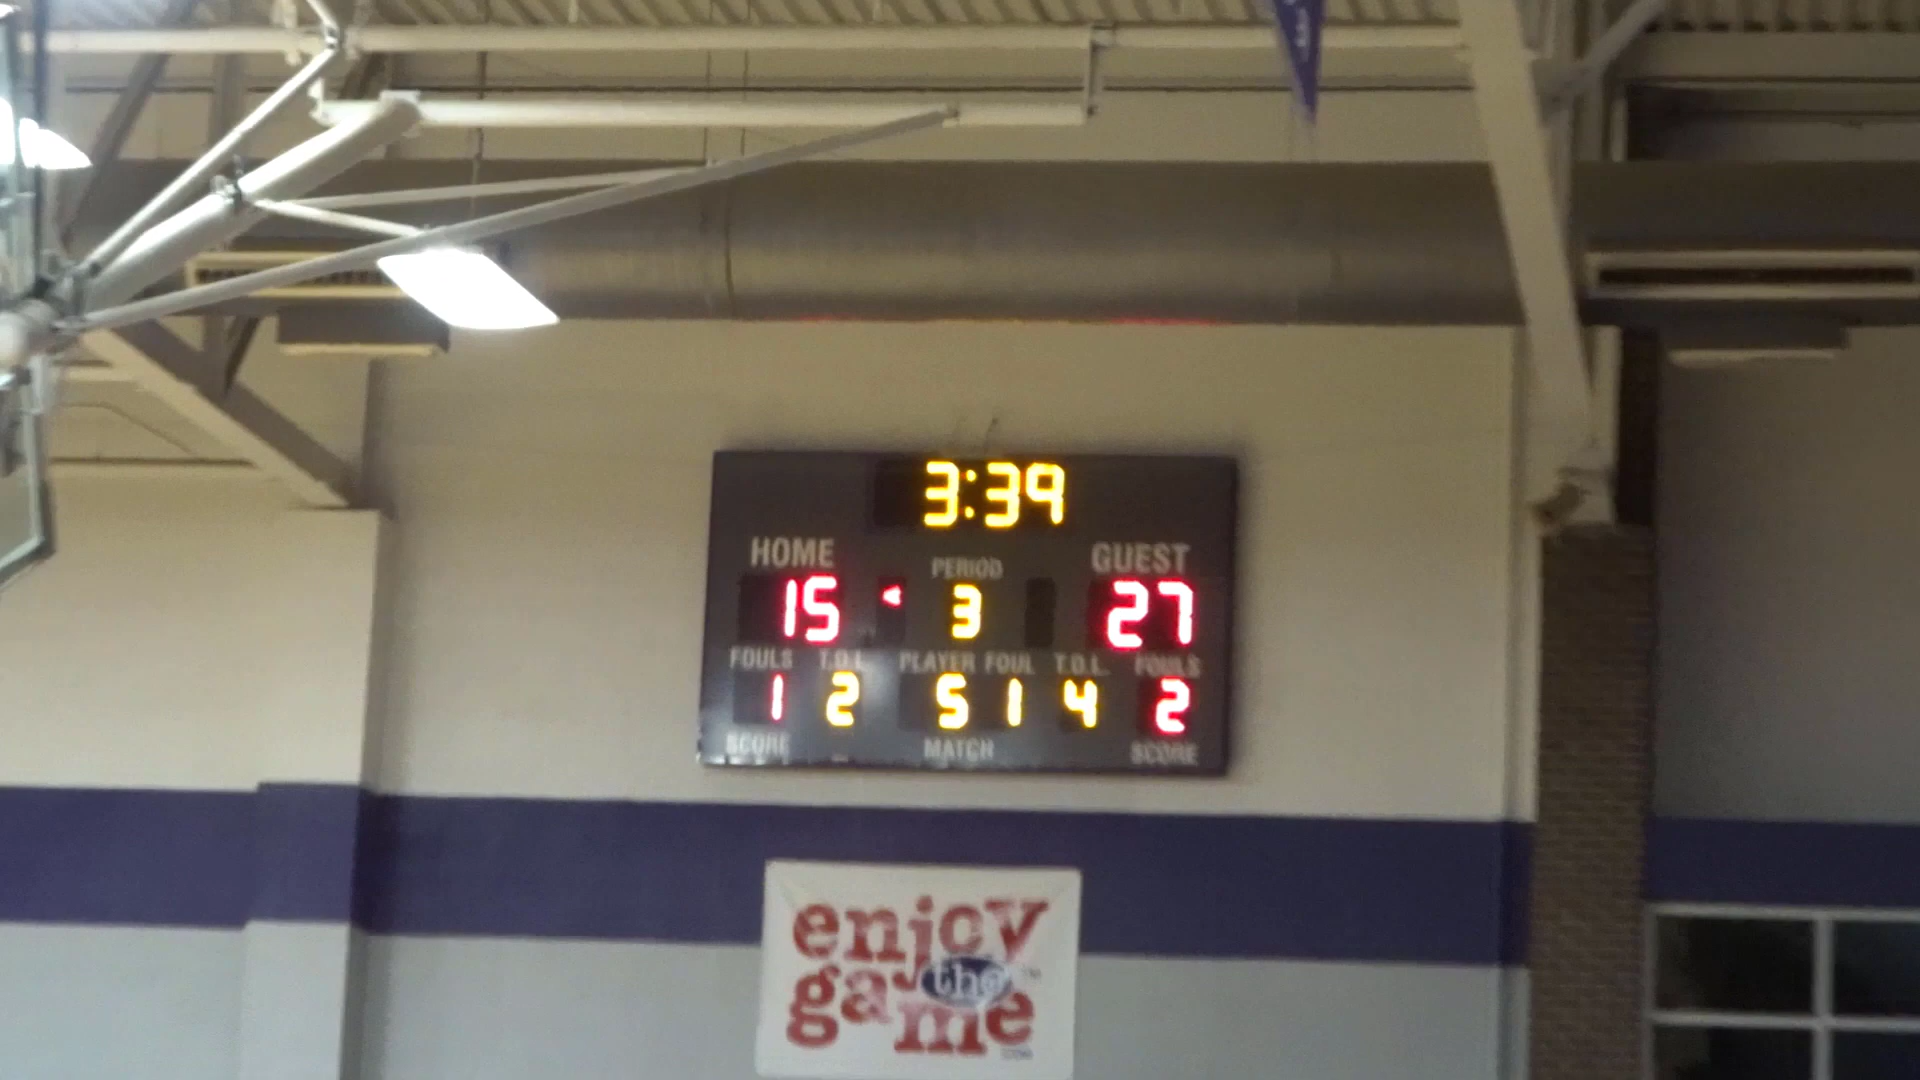 3:39
HOME PERIOD GUEST
15 3 27
FOULS T.O.L. PLAYER FOUL T.O.L. FOULS
1 2 5 1 4 2
SCORE MATCH SCORE
enjoy
the ™
game